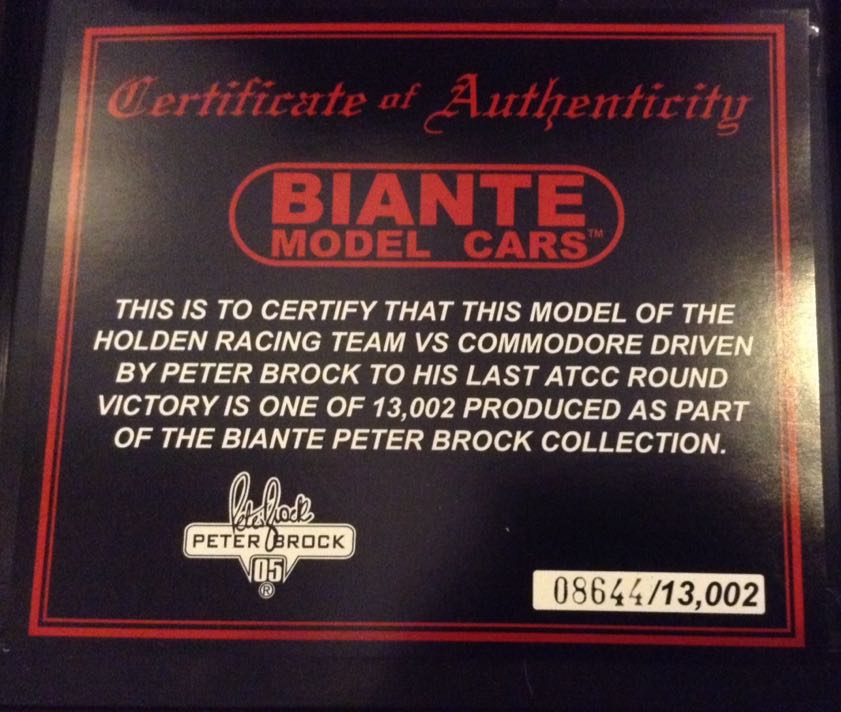 Certificate of Authenticity
BIANTE
MODEL CARS™
THIS IS TO CERTIFY THAT THIS MODEL OF THE
HOLDEN RACING TEAM VS COMMODORE DRIVEN
BY PETER BROCK TO HIS LAST ATCC ROUND
VICTORY IS ONE OF 13,002 PRODUCED AS PART
OF THE BIANTE PETER BROCK COLLECTION.
Peter Brock
PETER BROCK
05
®
08644/13,002